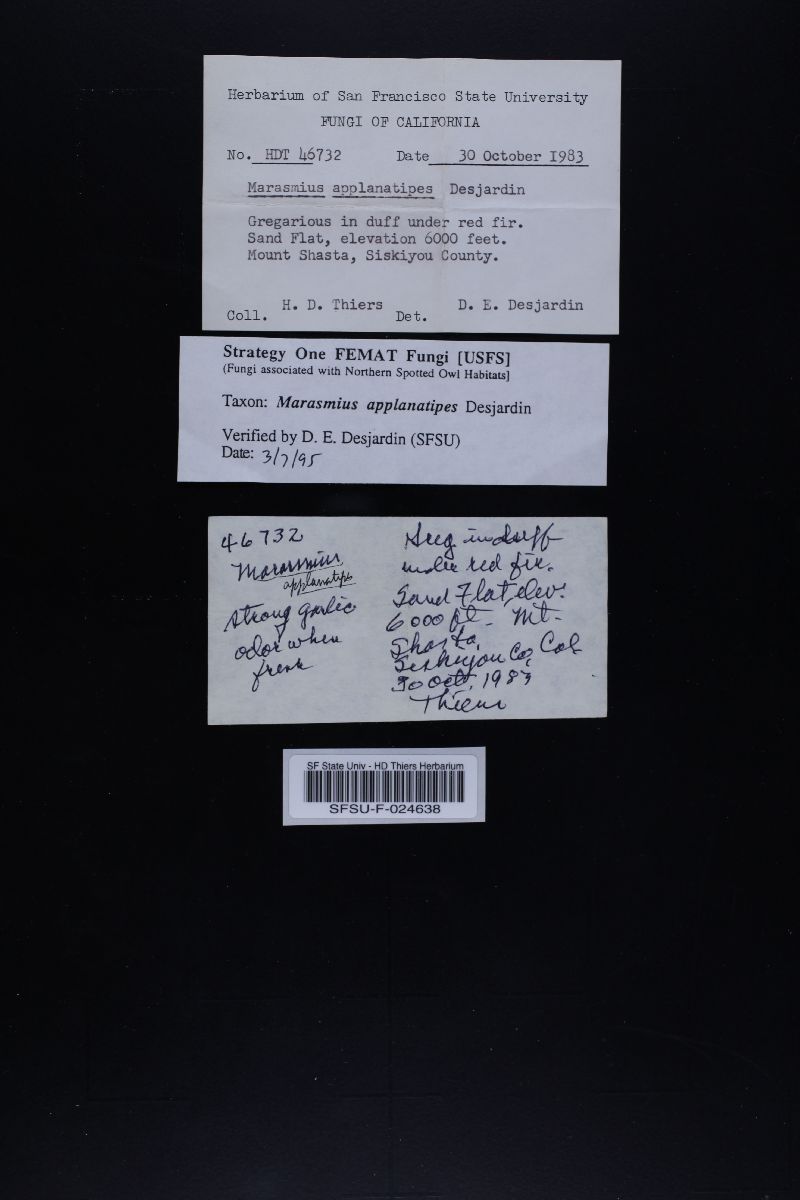 Herbarium of San Francisco State University
FUNGI OF CALIFORNIA
No. HDT 46732 Date 30 October 1983
Marasmius applanatipes Desjardin
Gregarious in duff under red fir.
Sand Flat, elevation 6000 feet.
Mount Shasta, Siskiyou County.
Coll. H. D. Thiers Det. D. E. Desjardin
Strategy One FEMAT Fungi [USFS]
(Fungi associated with Northern Spotted Owl Habitats]
Taxon: Marasmius applanatipes Desjardin
Verified by D. E. Desjardin (SFSU)
Date: 3/7/95
46732
Marasmius
applanatipes
strong garlic
odor when
fresh
Greg in duff
under red fir.
Sand Flat, elev.
6000 ft. Mt.
Shasta,
Siskiyou Co, Cal.
30 Oct, 1983
Thiers
SF State Univ - HD Thiers Herbarium
SFSU-F-024638